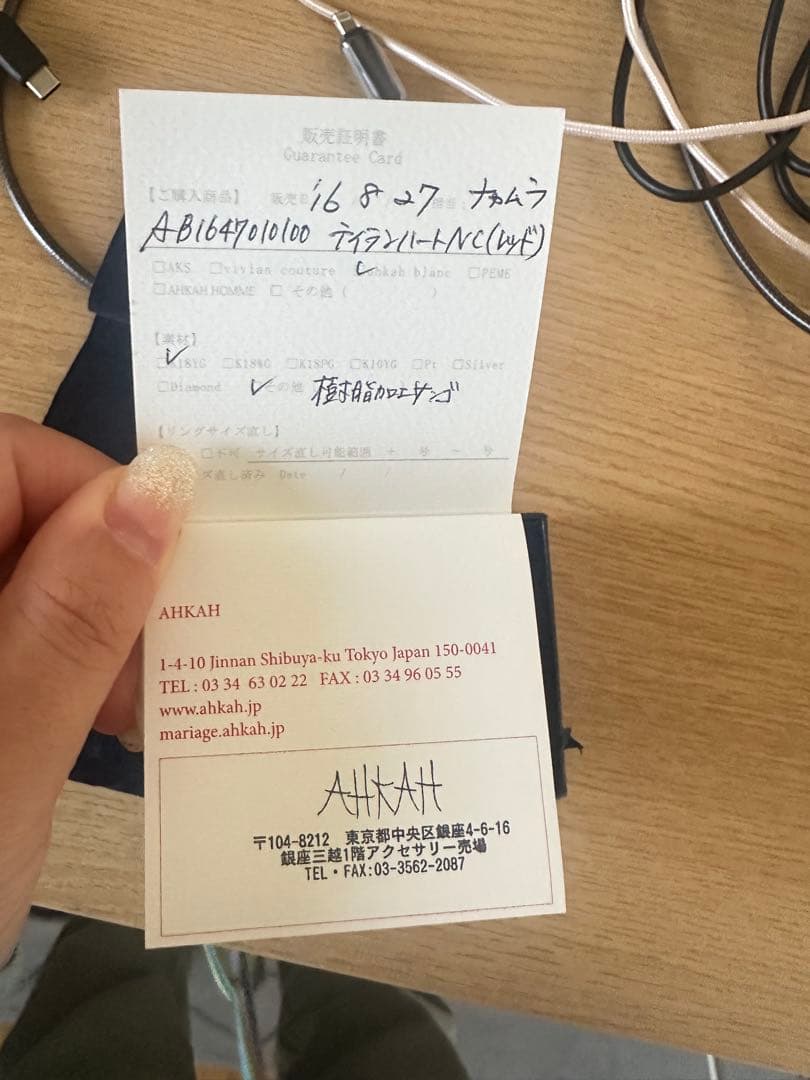 販売証明書
Guarantee Card
【ご購入商品】 販売日 '16 8 27 担当: ナカムラ
AB1647010100 テイランハートNC(レッド)
□AKS □vivian couture ✓ahkah blanc □PEME
□AHKAH HOMME □その他 ( )
【素材】
✓K18YG □K18WG □K18PG □K10YG □Pt □Silver
□Diamond ✓その他 樹脂加工サンゴ
【リングサイズ直し】
□不可 サイズ直し可能範囲 + 号 - 号
ズ直し済み Date / /
AHKAH
1-4-10 Jinnan Shibuya-ku Tokyo Japan 150-0041
TEL : 03 34 63 02 22 FAX : 03 34 96 05 55
www.ahkah.jp
mariage.ahkah.jp
AHKAH
〒104-8212 東京都中央区銀座4-6-16
銀座三越1階アクセサリー売場
TEL・FAX:03-3562-2087